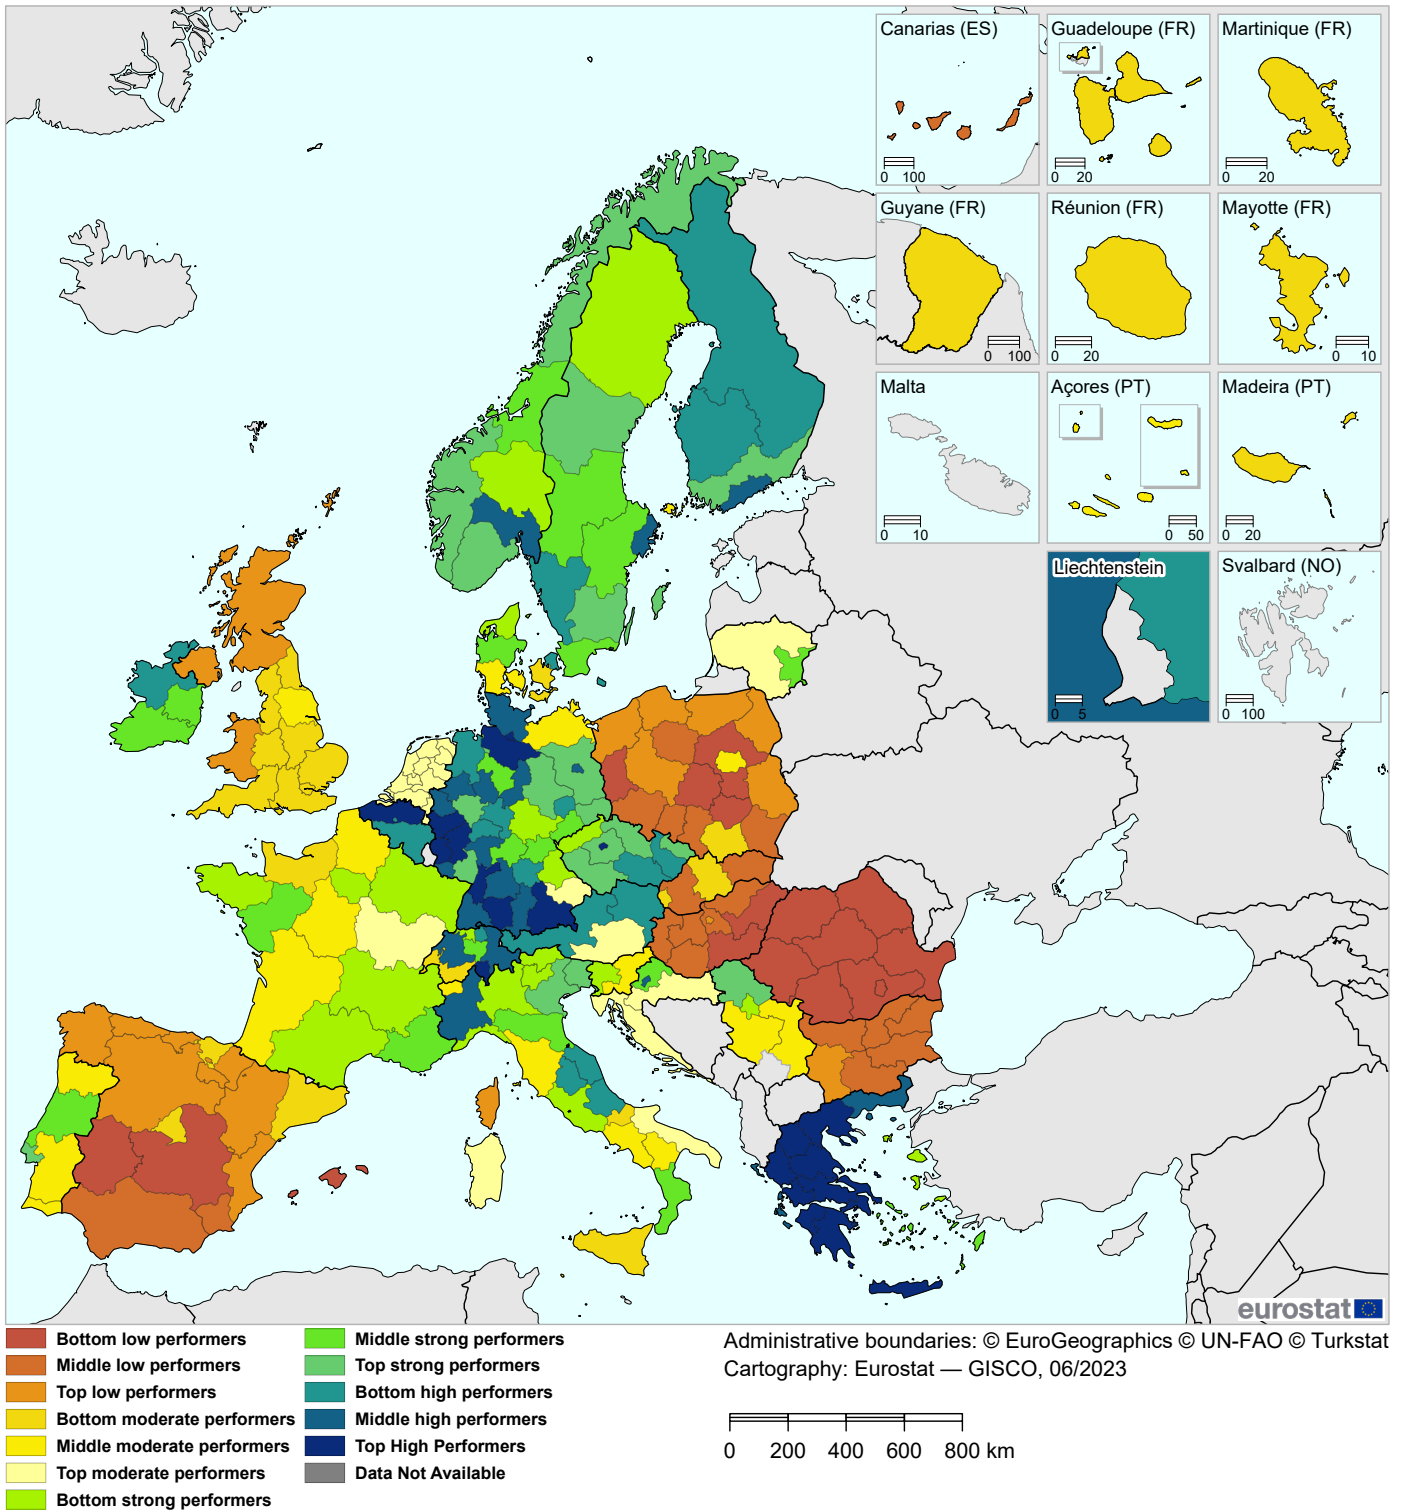 Canarias (ES)
0 100
Guadeloupe (FR)
0 20
Martinique (FR)
0 20
Guyane (FR)
0 100
Réunion (FR)
0 20
Mayotte (FR)
0 10
Malta
0 10
Açores (PT)
0 50
Madeira (PT)
0 20
Liechtenstein
0 5
Svalbard (NO)
0 100
eurostat
Bottom low performers
Middle low performers
Top low performers
Bottom moderate performers
Middle moderate performers
Top moderate performers
Bottom strong performers
Middle strong performers
Top strong performers
Bottom high performers
Middle high performers
Top High Performers
Data Not Available
Administrative boundaries: © EuroGeographics © UN-FAO © Turkstat
Cartography: Eurostat — GISCO, 06/2023
0 200 400 600 800 km